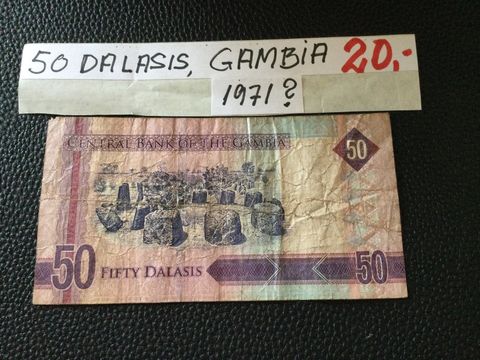 50 DALASIS, GAMBIA 20,-
1971?
CENTRAL BANK OF THE GAMBIA
50
50 FIFTY DALASIS
50